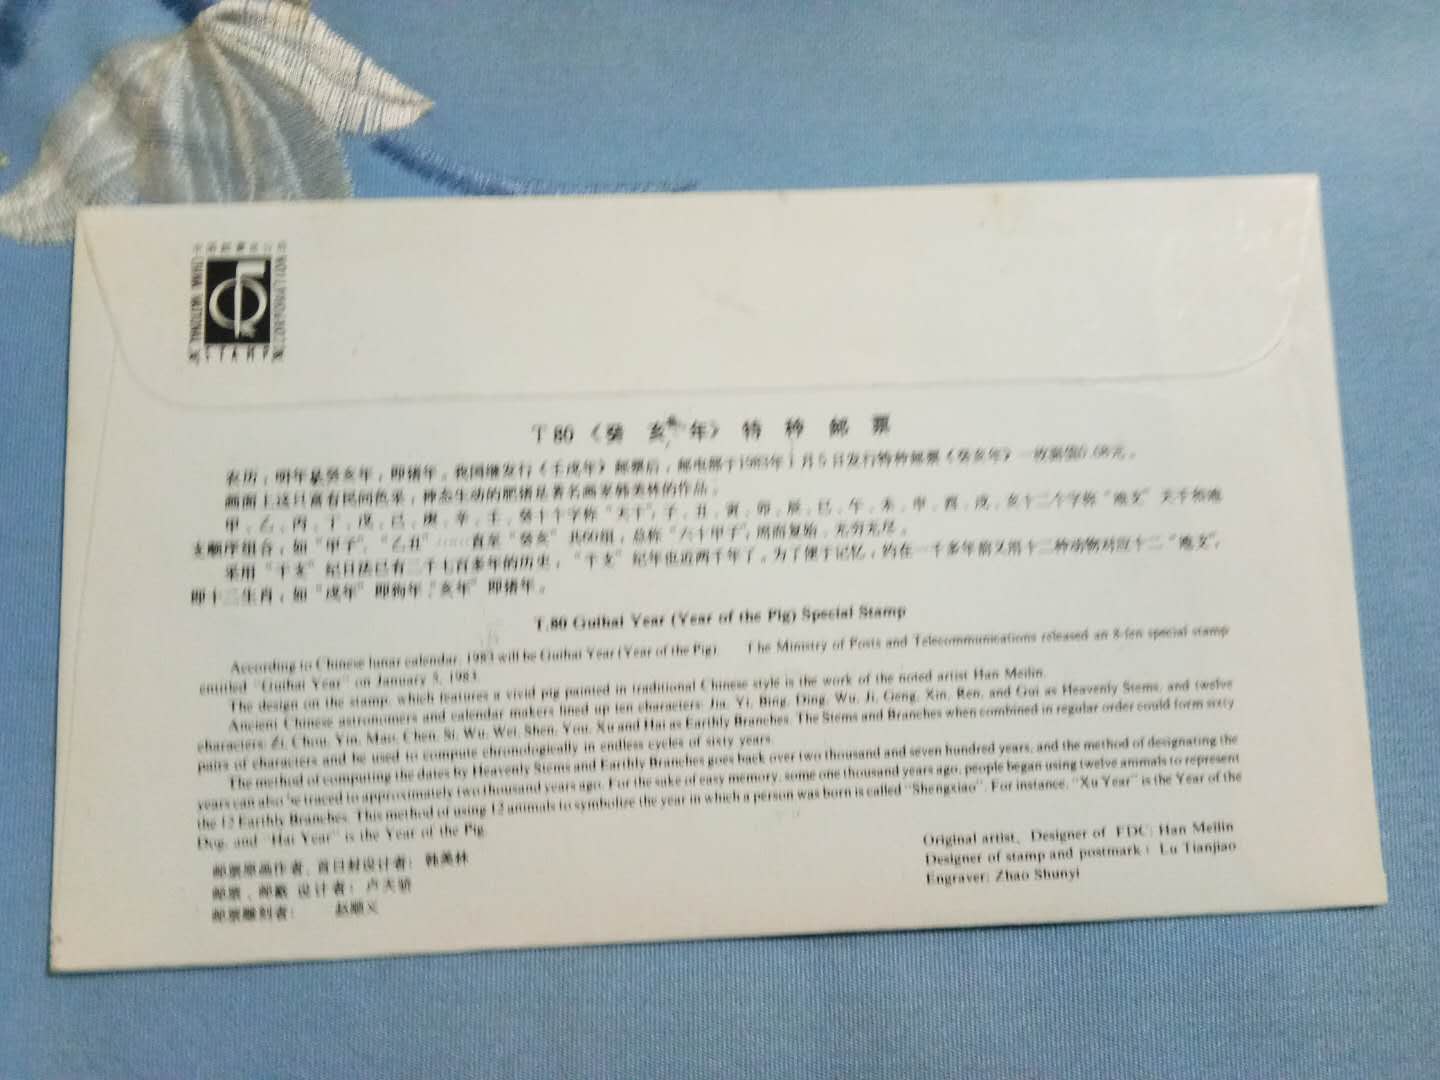 CHINA NATIONAL
STAMP
T 80 《癸亥年》 特种邮票
农历，明年是癸亥年，即猪年。我国继发行《壬戌年》邮票后，邮电部于1983年1月5日发行特种邮票《癸亥年》一枚
画面上这只富有民间色采，神态生动的肥猪是著名画家韩美林的作品。
甲、乙、丙、丁、戊、己、庚、辛、壬、癸十个字称“天干”；子、丑、寅、卯、辰、巳、午、未、申、酉、戌、亥十二个字称“地支”
支顺序组合，如“甲子”、“乙丑”……直至“癸亥”共60组，总称“六十甲子”，周而复始，无穷无尽。
采用“干支”纪日法已有二千七百多年的历史，“干支”纪年也近两千年了。为了便于记忆，约在一千多年前又用十二种动物对应十二“地支”，
即十二生肖，如“戌年”即狗年，“亥年”即猪年。
T.80 Guihai Year (Year of the Pig) Special Stamp
According to Chinese lunar calendar, 1983 will be Guihai Year (Year of the Pig). The Ministry of Posts and Telecommunications released an 8-fen special stamp
entitled "Guihai Year" on January 5, 1983.
The design on the stamp, which features a vivid pig painted in traditional Chinese style is the work of the noted artist Han Meilin.
Ancient Chinese astronomers and calendar makers lined up ten characters: Jia, Yi, Bing, Ding, Wu, Ji, Geng, Xin, Ren, and Gui as Heavenly Stems, and twelve
characters: Zi, Chou, Yin, Mao, Chen, Si, Wu, Wei, Shen, You, Xu and Hai as Earthly Branches. The Stems and Branches when combined in regular order could form sixty
pairs of characters and be used to compute chronologically in endless cycles of sixty years.
The method of computing the dates by Heavenly Stems and Earthly Branches goes back over two thousand and seven hundred years, and the method of designating the
years can also be traced to approximately two thousand years ago. For the sake of easy memory, some one thousand years ago, people began using twelve animals to represent
the 12 Earthly Branches. This method of using 12 animals to symbolize the year in which a person was born is called "Shengxiao". For instance, "Xu Year" is the Year of the
Dog, and "Hai Year" is the Year of the Pig.
邮票原画作者、首日封设计者：韩美林
邮票、邮戳设计者：卢天骄
邮票雕刻者：赵顺义
Original artist, Designer of FDC: Han Meilin
Designer of stamp and postmark: Lu Tianjiao
Engraver: Zhao Shunyi